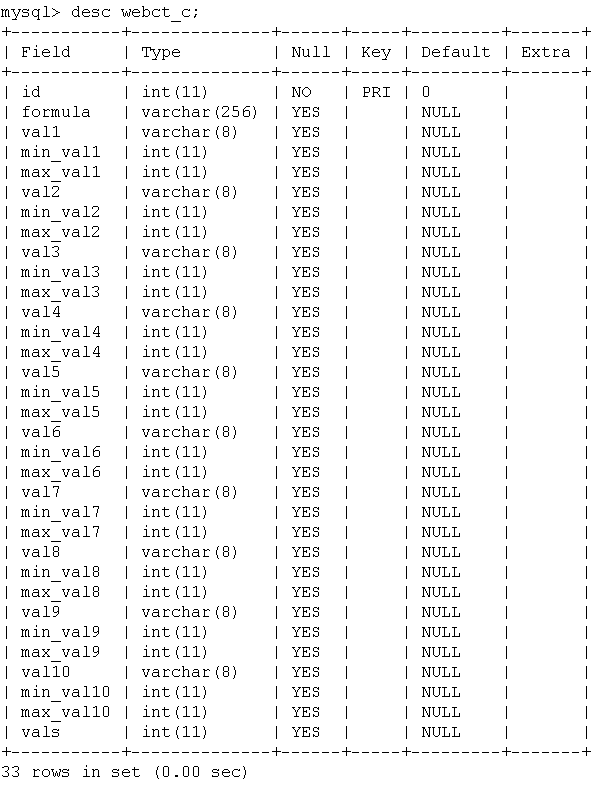 mysql> desc webct_c;
+-----------+--------------+------+-----+---------+-------+
| Field     | Type         | Null | Key | Default | Extra |
+-----------+--------------+------+-----+---------+-------+
| id        | int(11)      | NO   | PRI | 0       |       |
| formula   | varchar(256) | YES  |     | NULL    |       |
| val1      | varchar(8)   | YES  |     | NULL    |       |
| min_val1  | int(11)      | YES  |     | NULL    |       |
| max_val1  | int(11)      | YES  |     | NULL    |       |
| val2      | varchar(8)   | YES  |     | NULL    |       |
| min_val2  | int(11)      | YES  |     | NULL    |       |
| max_val2  | int(11)      | YES  |     | NULL    |       |
| val3      | varchar(8)   | YES  |     | NULL    |       |
| min_val3  | int(11)      | YES  |     | NULL    |       |
| max_val3  | int(11)      | YES  |     | NULL    |       |
| val4      | varchar(8)   | YES  |     | NULL    |       |
| min_val4  | int(11)      | YES  |     | NULL    |       |
| max_val4  | int(11)      | YES  |     | NULL    |       |
| val5      | varchar(8)   | YES  |     | NULL    |       |
| min_val5  | int(11)      | YES  |     | NULL    |       |
| max_val5  | int(11)      | YES  |     | NULL    |       |
| val6      | varchar(8)   | YES  |     | NULL    |       |
| min_val6  | int(11)      | YES  |     | NULL    |       |
| max_val6  | int(11)      | YES  |     | NULL    |       |
| val7      | varchar(8)   | YES  |     | NULL    |       |
| min_val7  | int(11)      | YES  |     | NULL    |       |
| max_val7  | int(11)      | YES  |     | NULL    |       |
| val8      | varchar(8)   | YES  |     | NULL    |       |
| min_val8  | int(11)      | YES  |     | NULL    |       |
| max_val8  | int(11)      | YES  |     | NULL    |       |
| val9      | varchar(8)   | YES  |     | NULL    |       |
| min_val9  | int(11)      | YES  |     | NULL    |       |
| max_val9  | int(11)      | YES  |     | NULL    |       |
| val10     | varchar(8)   | YES  |     | NULL    |       |
| min_val10 | int(11)      | YES  |     | NULL    |       |
| max_val10 | int(11)      | YES  |     | NULL    |       |
| vals      | int(11)      | YES  |     | NULL    |       |
+-----------+--------------+------+-----+---------+-------+
33 rows in set (0.00 sec)